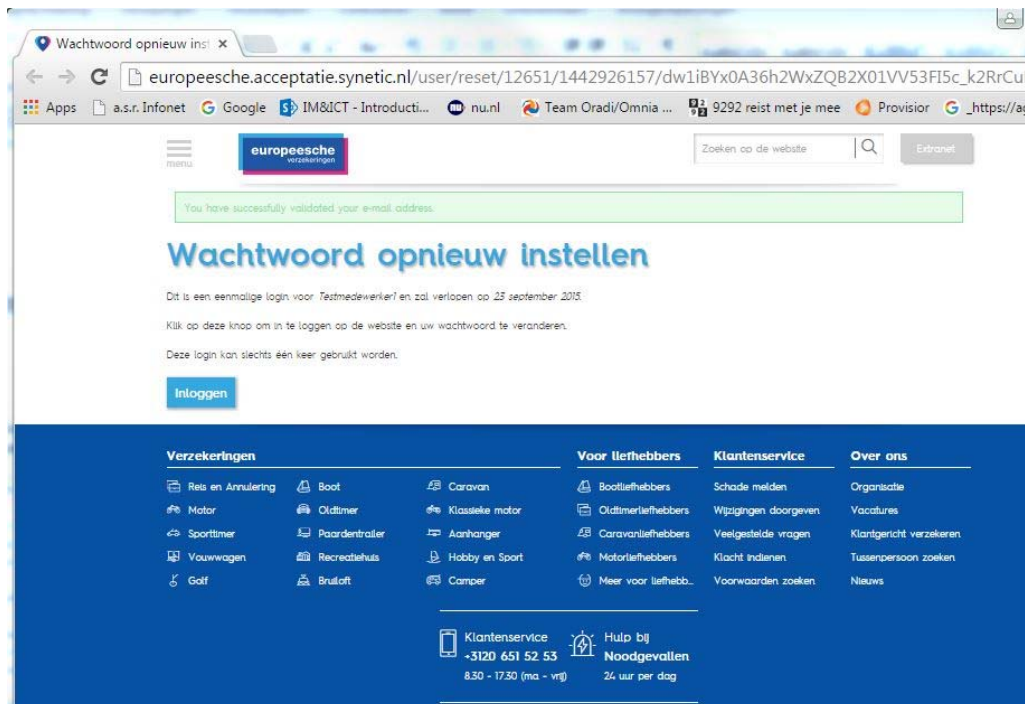 Wachtwoord opnieuw inst
europeesche.acceptatie.synetic.nl/user/reset/12651/1442926157/dw1iBYx0A36h2WxZQB2X01VV53FI5c_k2RrCu
Apps a.s.r. Infonet Google IM&ICT - Introducti... nu.nl Team Oradi/Omnia ... 9292 reist met je mee Provisior _https://ag
menu
europeesche
verzekeringen
Zoeken op de website
Extranet
You have successfully validated your e-mail address.
Wachtwoord opnieuw instellen
Dit is een eenmalige login voor Testmedewerker1 en zal verlopen op 23 september 2015.
Klik op deze knop om in te loggen op de website en uw wachtwoord te veranderen.
Deze login kan slechts één keer gebruikt worden.
Inloggen
Verzekeringen Voor liefhebbers Klantenservice Over ons
Reis en Annulering Boot Caravan Bootliefhebbers Schade melden Organisatie
Motor Oldtimer Klassieke motor Oldtimerliefhebbers Wijzigingen doorgeven Vacatures
Sporttimer Paardentrailer Aanhanger Caravanliefhebbers Veelgestelde vragen Klantgericht verzekeren
Vouwwagen Recreatiehuis Hobby en Sport Motorliefhebbers Klacht indienen Tussenpersoon zoeken
Golf Bruiloft Camper Meer voor liefhebb... Voorwaarden zoeken Nieuws
Klantenservice Hulp bij
+3120 651 52 53 Noodgevallen
8.30 - 17.30 (ma - vrij) 24 uur per dag